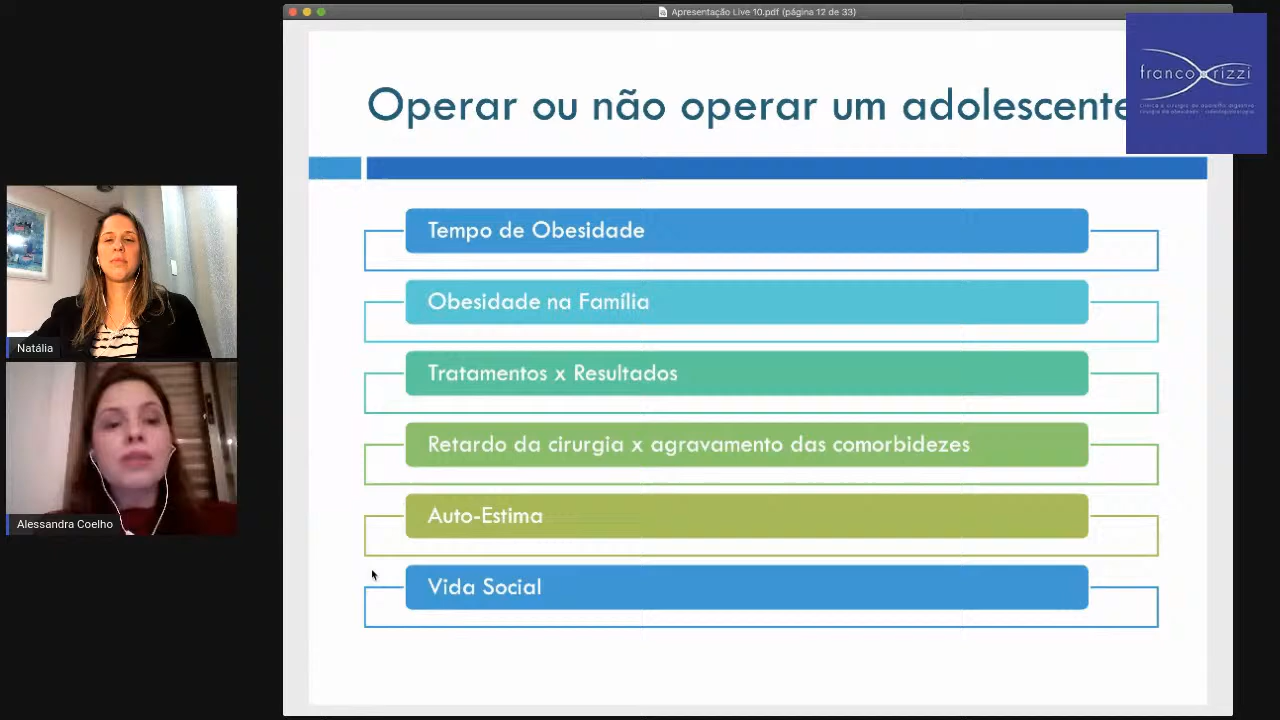 Apresentação Live 10.pdf (página 12 de 33)
franco rizzi
Operar ou não operar um adolescente
Tempo de Obesidade
Obesidade na Família
Tratamentos x Resultados
Retardo da cirurgia x agravamento das comorbidezes
Auto-Estima
Vida Social
Natália
Alessandra Coelho